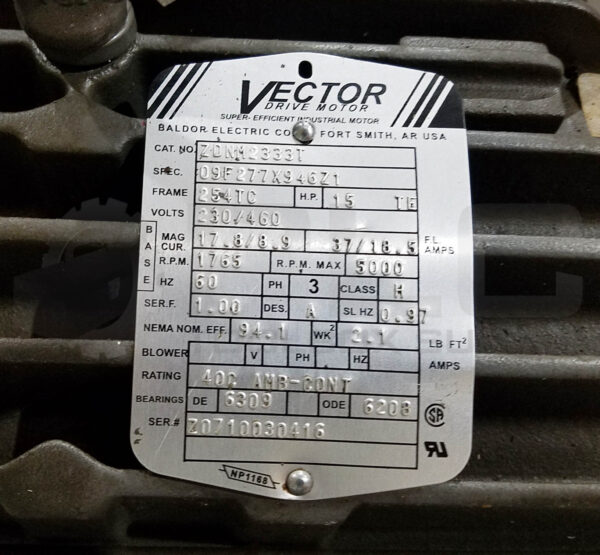 VECTOR
DRIVE MOTOR
SUPER-EFFICIENT INDUSTRIAL MOTOR
BALDOR ELECTRIC CO. FORT SMITH, AR USA
CAT. NO. ZDNM2333T
SPEC. 09F277X946Z1
FRAME 254TC H.P. 15 TE
VOLTS 230/460
BASE
MAG CUR. 17.8/8.9 37/18.5 F.L AMPS
R.P.M. 1765 R.P.M. MAX 5000
HZ 60 PH 3 CLASS H
SER.F. 1.00 DES. A SL HZ 0.97
NEMA NOM. EFF. 94.1 WK² 2.1 LB FT²
BLOWER V PH HZ AMPS
RATING 40C AMB-CONT
BEARINGS DE 6309 ODE 6208
SER.# Z0710030416
NP1168